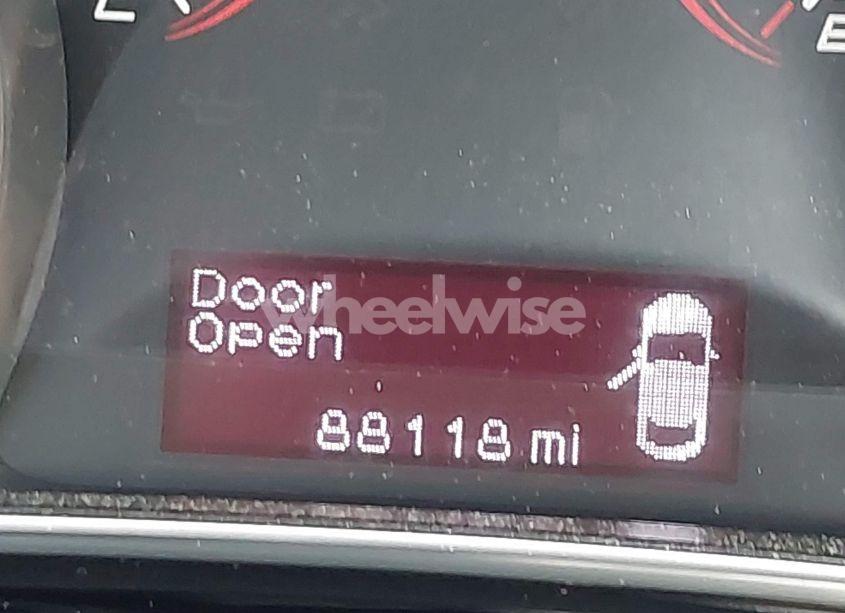 Door
Open
wheelwise
88118 mi